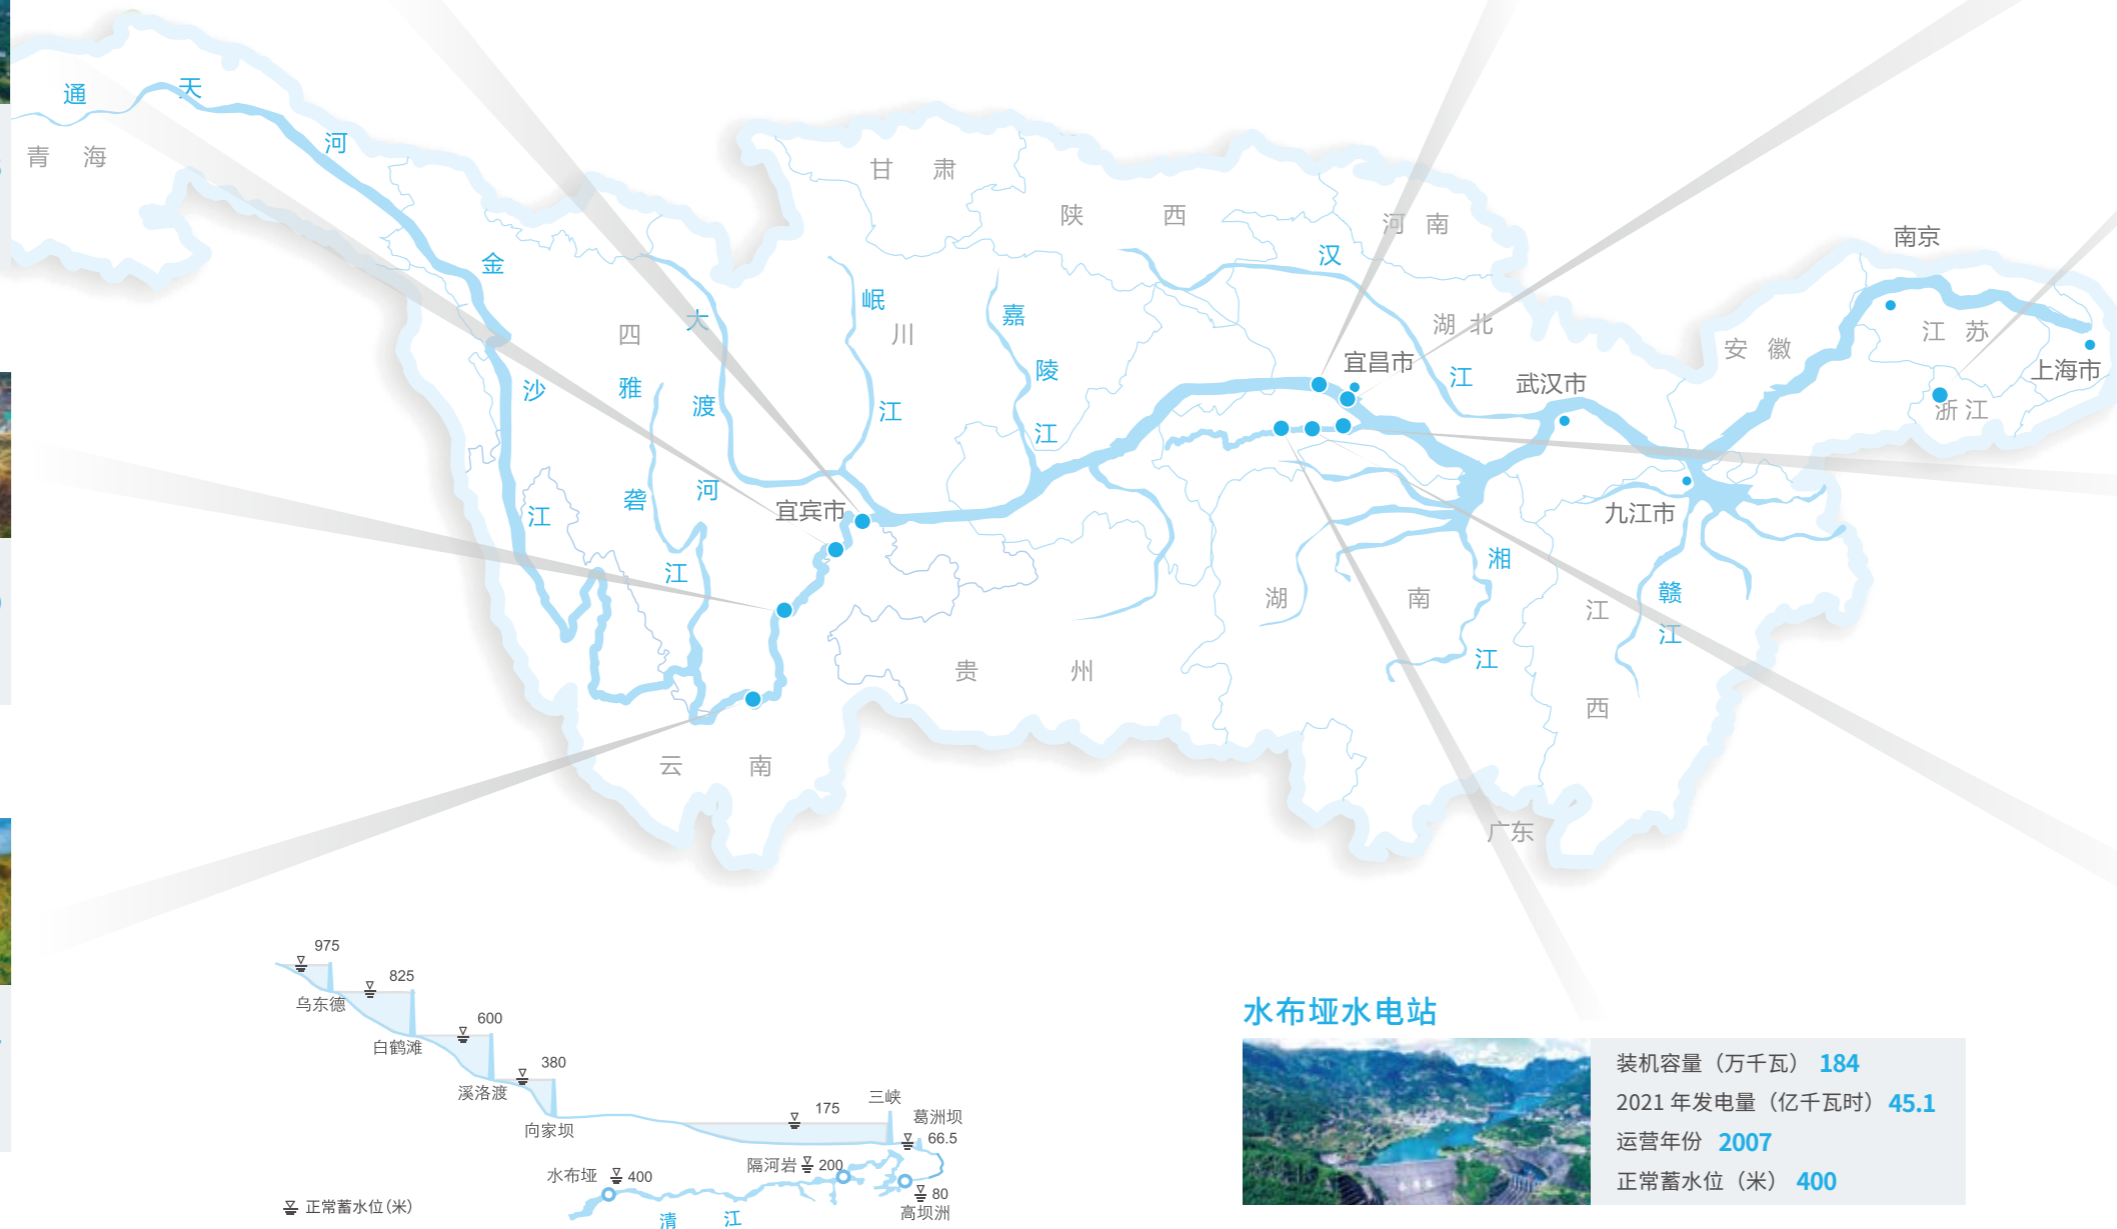 通 天 河
青 海
金 沙 江
四 川
大 渡 河
雅 砻 江
岷 江
嘉 陵 江
甘 肃
陕 西
河 南
汉 江
湖 北
宜昌市
武汉市
安 徽
南京
江 苏
上海市
浙 江
宜宾市
九江市
湖 南
湘 江
江 西
赣 江
贵 州
云 南
广东
975
乌东德
825
白鹤滩
600
溪洛渡
380
向家坝
175
三峡
葛洲坝
66.5
水布垭 400
隔河岩 200
80
高坝洲
清 江
正常蓄水位(米)
水布垭水电站
装机容量（万千瓦） 184
2021 年发电量（亿千瓦时） 45.1
运营年份 2007
正常蓄水位（米） 400